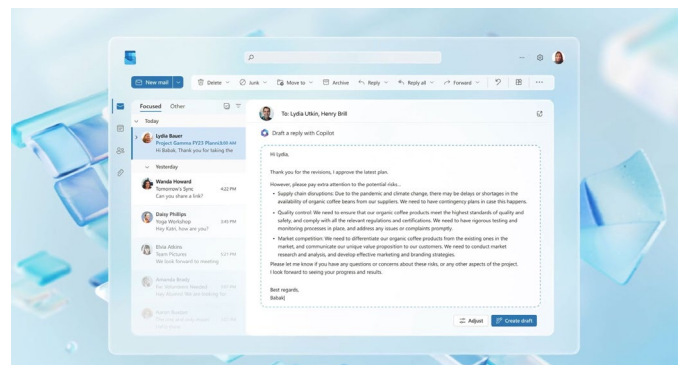 New mail
Delete
Junk
Move to
Archive
Reply
Reply all
Forward
Focused
Other
Today
Lydia Bauer
Project Gamma FY23 Plann
Hi Babak, Thank you for taking the
Yesterday
Wanda Howard
Tomorrow's Sync 4:22 PM
Can you share a link?
Daisy Phillips
Yoga Workshop
Hey Katri, how are you?
Elvia Atkins
Team Pictures
We look forward to meeting
Amanda Brady
To: Lydia Utkin, Henry Brill
Draft a reply with Copilot
Hi Lydia,
Thank you for the revisions, I approve the latest plan.
However, please pay extra attention to the potential risks...
• Supply chain disruptions: Due to the pandemic and climate change, there may be delays or shortages in the
availability of organic coffee beans from our suppliers. We need to have contingency plans in case this happens.
• Quality control: We need to ensure that our organic coffee products meet the highest standards of quality and
safety, and comply with all the relevant regulations and certifications. We need to have rigorous testing and
monitoring processes in place, and address any issues or complaints promptly.
• Market competition: We need to differentiate our organic coffee products from the existing ones in the
market, and communicate our unique value proposition to our customers. We need to conduct market
research and analysis, and develop effective marketing and branding strategies.
Please let me know if you have any questions or concerns about these risks, or any other aspects of the project.
I look forward to seeing your progress and results.
Best regards,
Babak
Adjust
Create draft